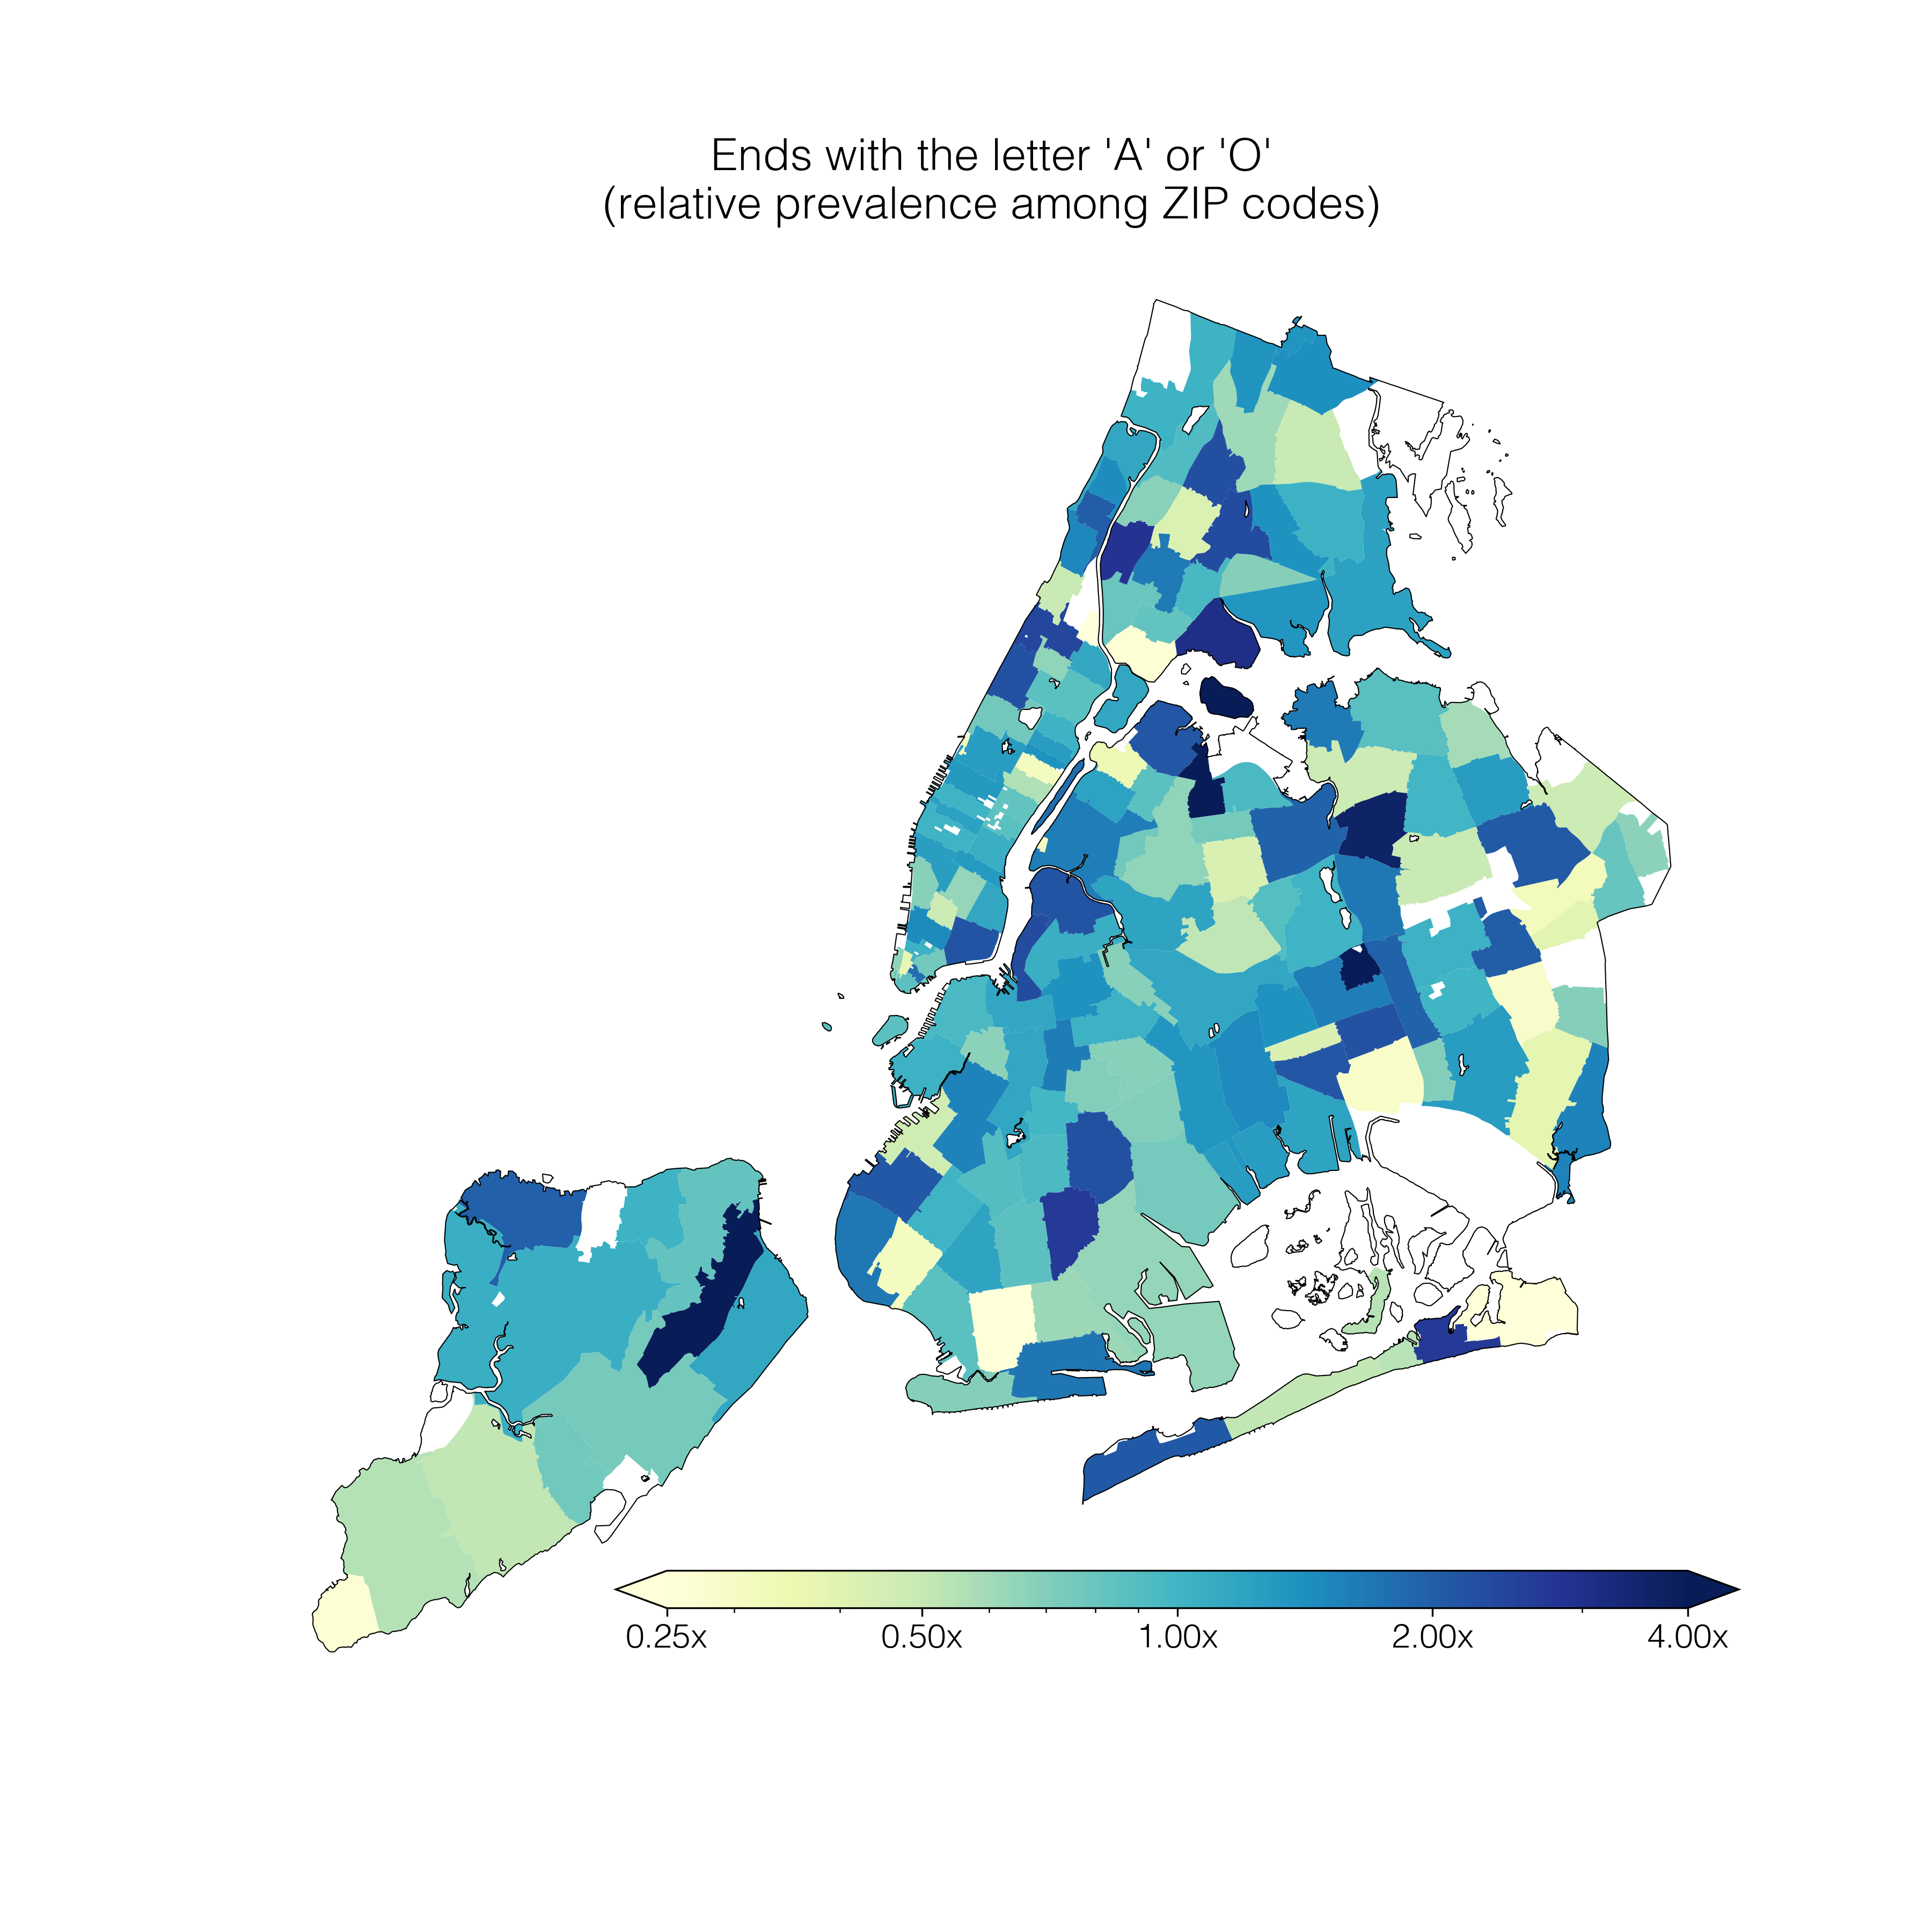 Ends with the letter 'A' or 'O'
(relative prevalence among ZIP codes)
0.25x 0.50x 1.00x 2.00x 4.00x